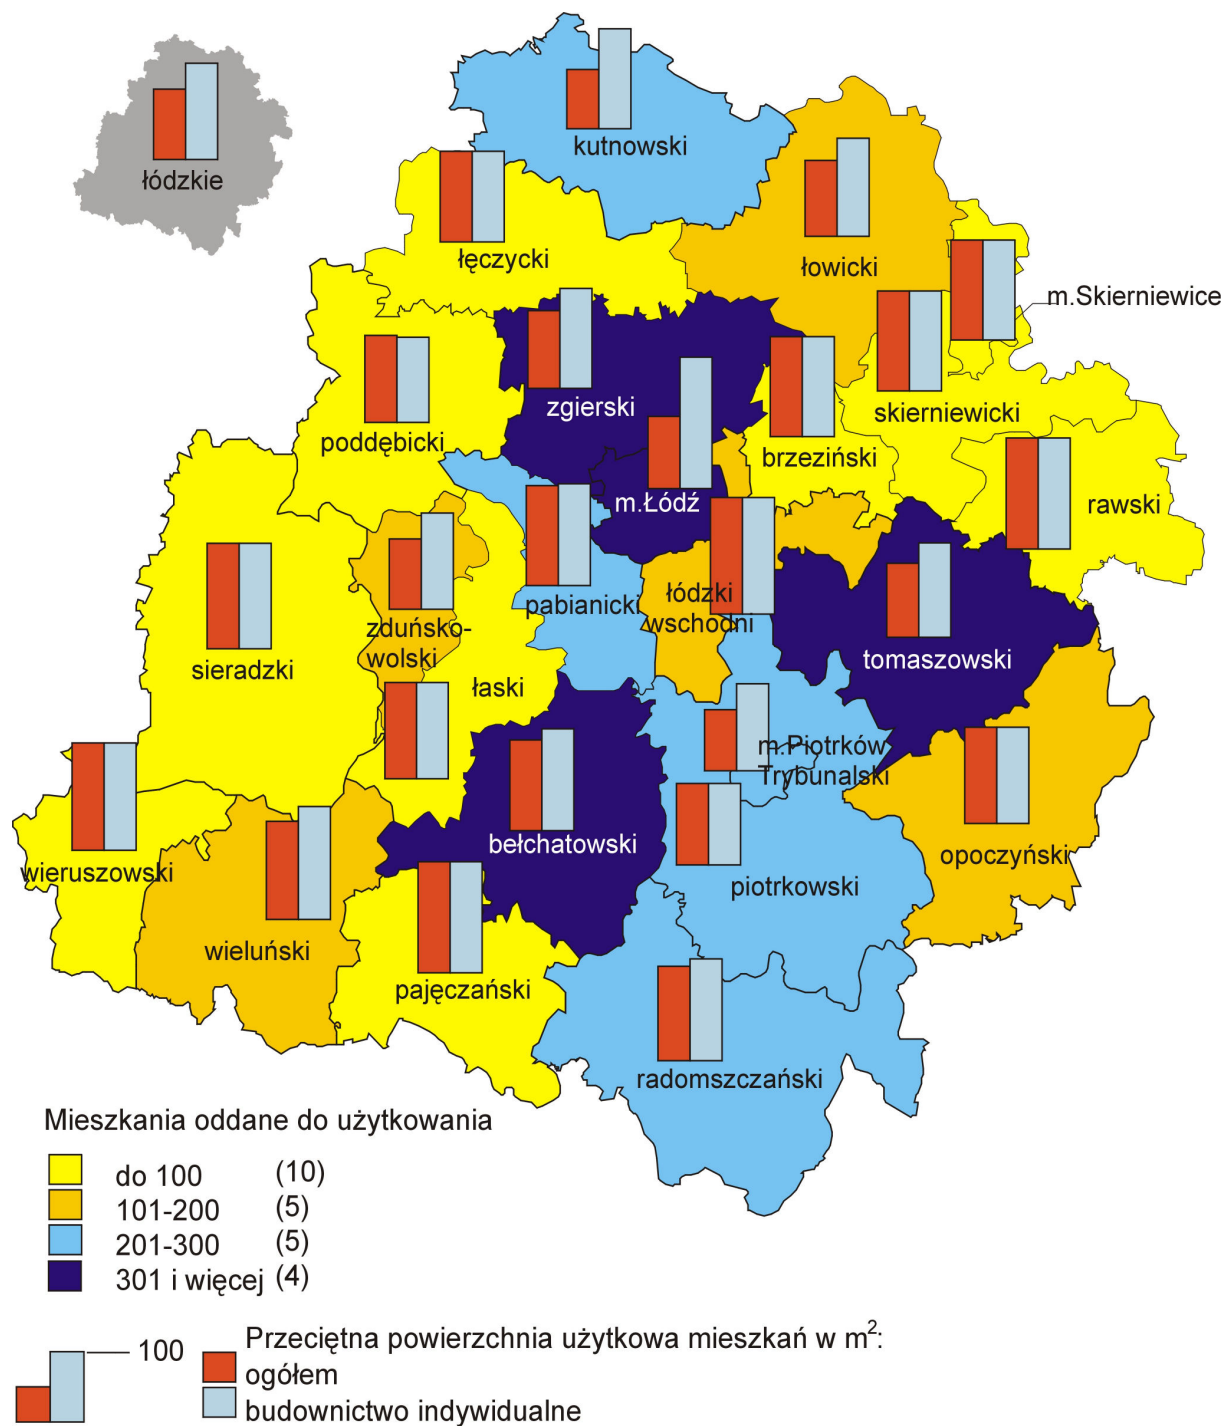 kutnowski
łódzkie
łęczycki
łowicki
m.Skierniewice
zgierski
skierniewicki
poddębicki
brzeziński
m.Łódź
rawski
pabianicki
łódzki
wschodni
zduńsko-
wolski
sieradzki
tomaszowski
łaski
m.Piotrków
Trybunalski
bełchatowski
opoczyński
wieruszowski
piotrkowski
wieluński
pajęczański
radomszczański
Mieszkania oddane do użytkowania
do 100 (10)
101-200 (5)
201-300 (5)
301 i więcej (4)
Przeciętna powierzchnia użytkowa mieszkań w m²:
100
ogółem
budownictwo indywidualne